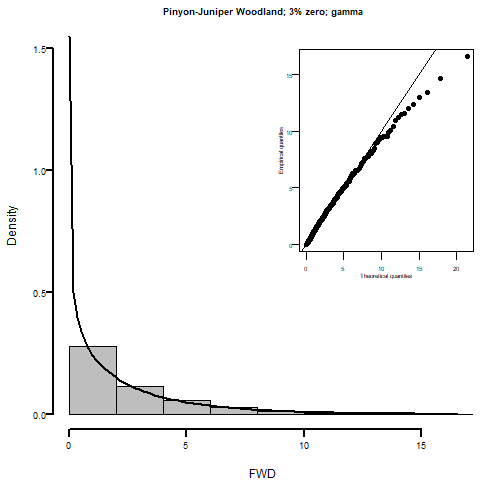 Pinyon-Juniper Woodland; 3% zero; gamma
1.5
1.0
0.5
0.0
Density
0 5 10 15
FWD
15
10
5
0
Empirical quantiles
0 5 10 15 20
Theoretical quantiles